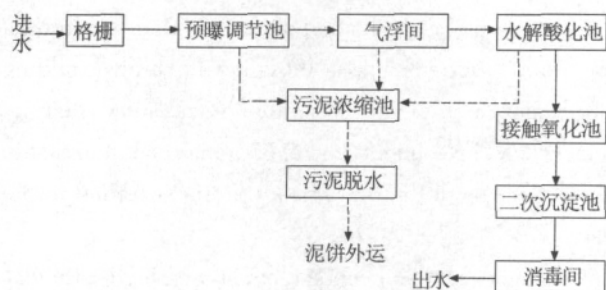 进水
格栅
预曝调节池
气浮间
水解酸化池
污泥浓缩池
接触氧化池
污泥脱水
二次沉淀池
泥饼外运
出水
消毒间